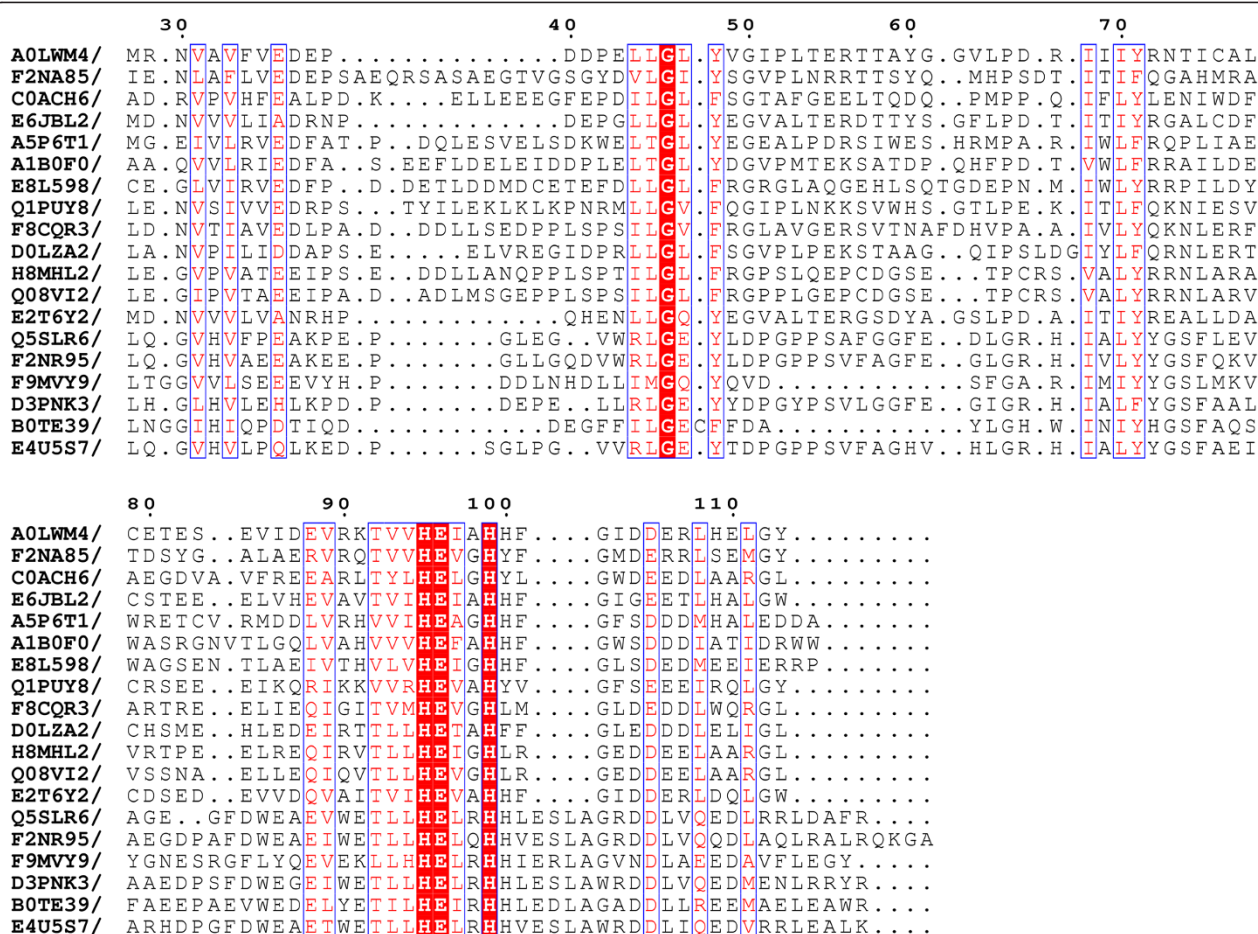 30 40 50 60 70
A0LWM4/ MR.NVAVFVEDEP...............DDPELLGLYVGIPLTERTTAYG.GVLPD.R.ITIYRNTICAL
F2NA85/ IE.NLAFLVEDEPSAEQRSASAEGTVGSGYDVLGLYSGVPLNRRTTSYQ..MHPSDT.ITIFQGAHMRA
C0ACH6/ AD.RVPVHFEALPD.K....ELLEEEGFEPDILGL.FSGTAFGEELTQDQ..PMPP.Q.IFLYLENIWDF
E6JBL2/ MD.NVVVLIADRNP..............DEPGLLGL.YEGVALTERDTTYS.GFLPD.T.ITIYRGALCDF
A5P6T1/ MG.EIVLRVEDFAT.P..DQLESVELSDKWELTGL.YEGEALPDRSIWES.HRMPA.R.IWLFRQPLIAE
A1B0F0/ AA.QVVLRIEDFA..S.EEFLDELEIDDPLELTGL.YDGVPMTEKSATDP.QHFPD.T.VWLFRRAILDE
E8L598/ CE.GLVIRVEDFP..D.DETLDDMDCETEFDLLGL.FRGRGLAQGEHLSQTGDEPN.M.IWLYRRPILDY
Q1PUY8/ LE.NVSIVVEDRPS...TYILEKLKLKPNRMLLGV.FQGIPLNKKSVWHS.GTLPE.K.ITLFQKNIESV
F8CQR3/ LD.NVTIAVEDLPA.D..DDLLSEDPPLSPSILGV.FRGLAVGERSVTNAFDHVPA.A.IVLYQKNLERF
D0LZA2/ LA.NVPILIDDAPS.E.....ELVREGIDPRLLGL.FSGVPLPEKSTAAG..QIPSLDGIYLFQRNLERT
H8MHL2/ LE.GVPVATEEIPS.E..DDLLANQPPLSPTILGL.FRGPSLQEPCDGSE...TPCRS.VALYRRNLARA
Q08VI2/ LE.GIPVTAEEIPA.D..ADLMSGEPPLSPSILGL.FRGPPLGEPCDGSE...TPCRS.VALYRRNLARV
E2T6Y2/ MD.NVVVLVANRHP..............QHENLLGQ.YEGVALTERGSDYA.GSLPD.A.ITIYREALLDA
Q5SLR6/ LQ.GVHVFPEAKPE.P.......GLEG..VWRLGE.YLDPGPPSAFGGFE..DLGR.H.IALYYGSFLEV
F2NR95/ LQ.GVHVAEEAKEE.P.......GLLGQDVWRLGE.YLDPGPPSVFAGFE..GLGR.H.IVLYYGSFQKV
F9MVY9/ LTGGVVLSEEEVYH.P.......DDLNHDLLIMGQ.YQVD............SFGA.R.IMIYYGSLMKV
D3PNK3/ LH.GLHVLEHLKPD.P.......DEPE..LLRLGE.YYDPGYPSVLGGFE..GIGR.H.IALFYGSFAAL
B0TE39/ LNGGIHIQPDTIQD.........DEGFFILGECFFDA............YLGH.W.INIYHGSFAQS
E4U5S7/ LQ.GVHVLPQLKED.P......SGLPG..VVRLGE.YTDPGPPSVFAGHV..HLGR.H.IALYYGSFAEI
80 90 100 110
A0LWM4/ CETES..EVIDEVRKTVVHEIAHHF....GIDDERLHELGY.........
F2NA85/ TDSYG..ALAERVRQTVVHEVGHYF....GMDERRLSEMGY.........
C0ACH6/ AEGDVA.VFREEARLTYLHELGHYL....GWDEEDLAARGL.........
E6JBL2/ CSTEE..ELVHEVAVTVIHEIAHHF....GIGEETLHALGW.........
A5P6T1/ WRETCV.RMDDLVRHVVIHEAGHHF....GFSDDDMHALEDDA.......
A1B0F0/ WASRGNVTLGQLVAHVVVHEFAHHF....GWSDDDIATIDRWW.......
E8L598/ WAGSEN.TLAEIVTHVLVHEIGHHF....GLSDEDMEEIERRP.......
Q1PUY8/ CRSEE..EIKQRIKKVVRHEVAHYV....GFSEEEIRQLGY.........
F8CQR3/ ARTRE..ELIEQIGITVMHEVGHLM....GLDEDDLWQRGL.........
D0LZA2/ CHSME..HLEDEIRTTLLHETAHFF....GLEDDDLELIGL.........
H8MHL2/ VRTPE..ELREQIRVTLLHEIGHLR....GEDDEELAARGL.........
Q08VI2/ VSSNA..ELLEQIQVTLLHEVGHLR....GEDDEELAARGL.........
E2T6Y2/ CDSED..EVVDQVAITVIHEVAHHF....GIDDERLDQLGW.........
Q5SLR6/ AGE..GFDWEAEVWETLLHELRHHLESLAGRDDLVQEDLRRLDAFR....
F2NR95/ AEGDPAFDWEAEIWETLLHELQHHVESLAGRDDLVQQDLAQLRALRQKGA
F9MVY9/ YGNESRGFLYQEVEKLLHHELRHHIERLAGVNDLAEEDAVFLEGY.....
D3PNK3/ AAEDPSFDWEGEIWETLLHELRHHLESLAWRDDLVQEDMENLRRYR....
B0TE39/ FAEEPAEVWEDELYETILHEIRHHLEDLAGADDLLREEMAELEAWR....
E4U5S7/ ARHDPGFDWEAETWETLLHELRHHVESLAWRDDLIQEDVRRLEALK....